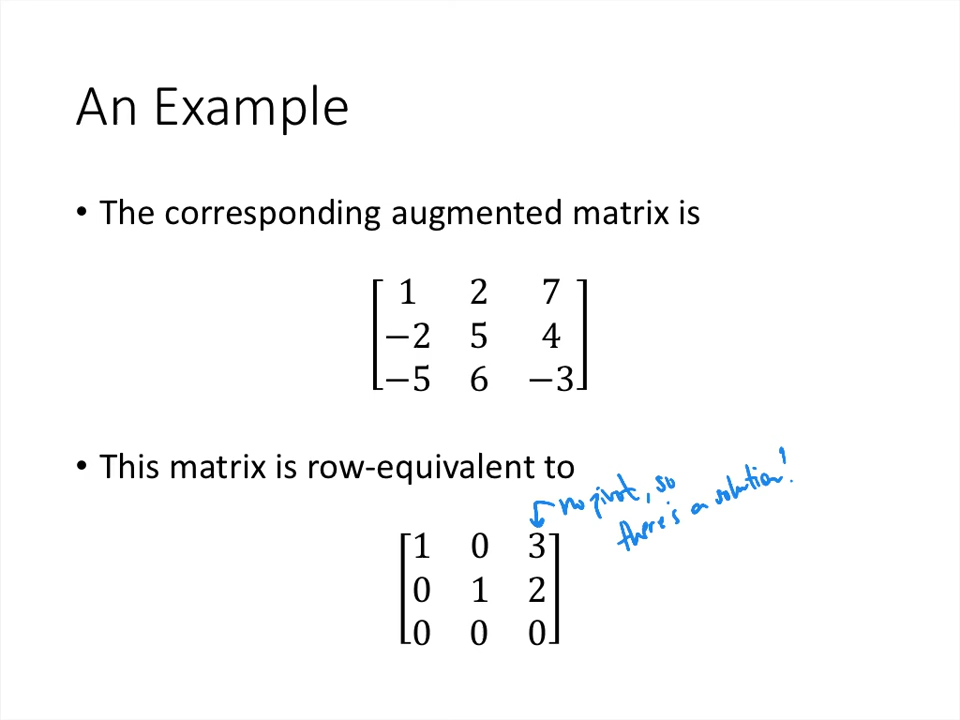 An Example
• The corresponding augmented matrix is
1 2 7
−2 5 4
−5 6 −3
• This matrix is row-equivalent to
no pivot, so
there's a solution!
1 0 3
0 1 2
0 0 0